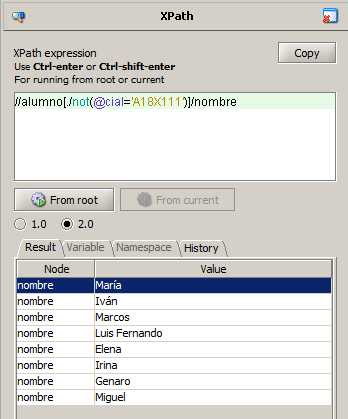 XPath
XPath expression
Copy
Use Ctrl-enter or Ctrl-shift-enter
For running from root or current
//alumno[./not(@cial='A18X111')]/nombre
From root From current
1.0 2.0
Result Variable Namespace History
Node Value
nombre María
nombre Iván
nombre Marcos
nombre Luis Fernando
nombre Elena
nombre Irina
nombre Genaro
nombre Miguel